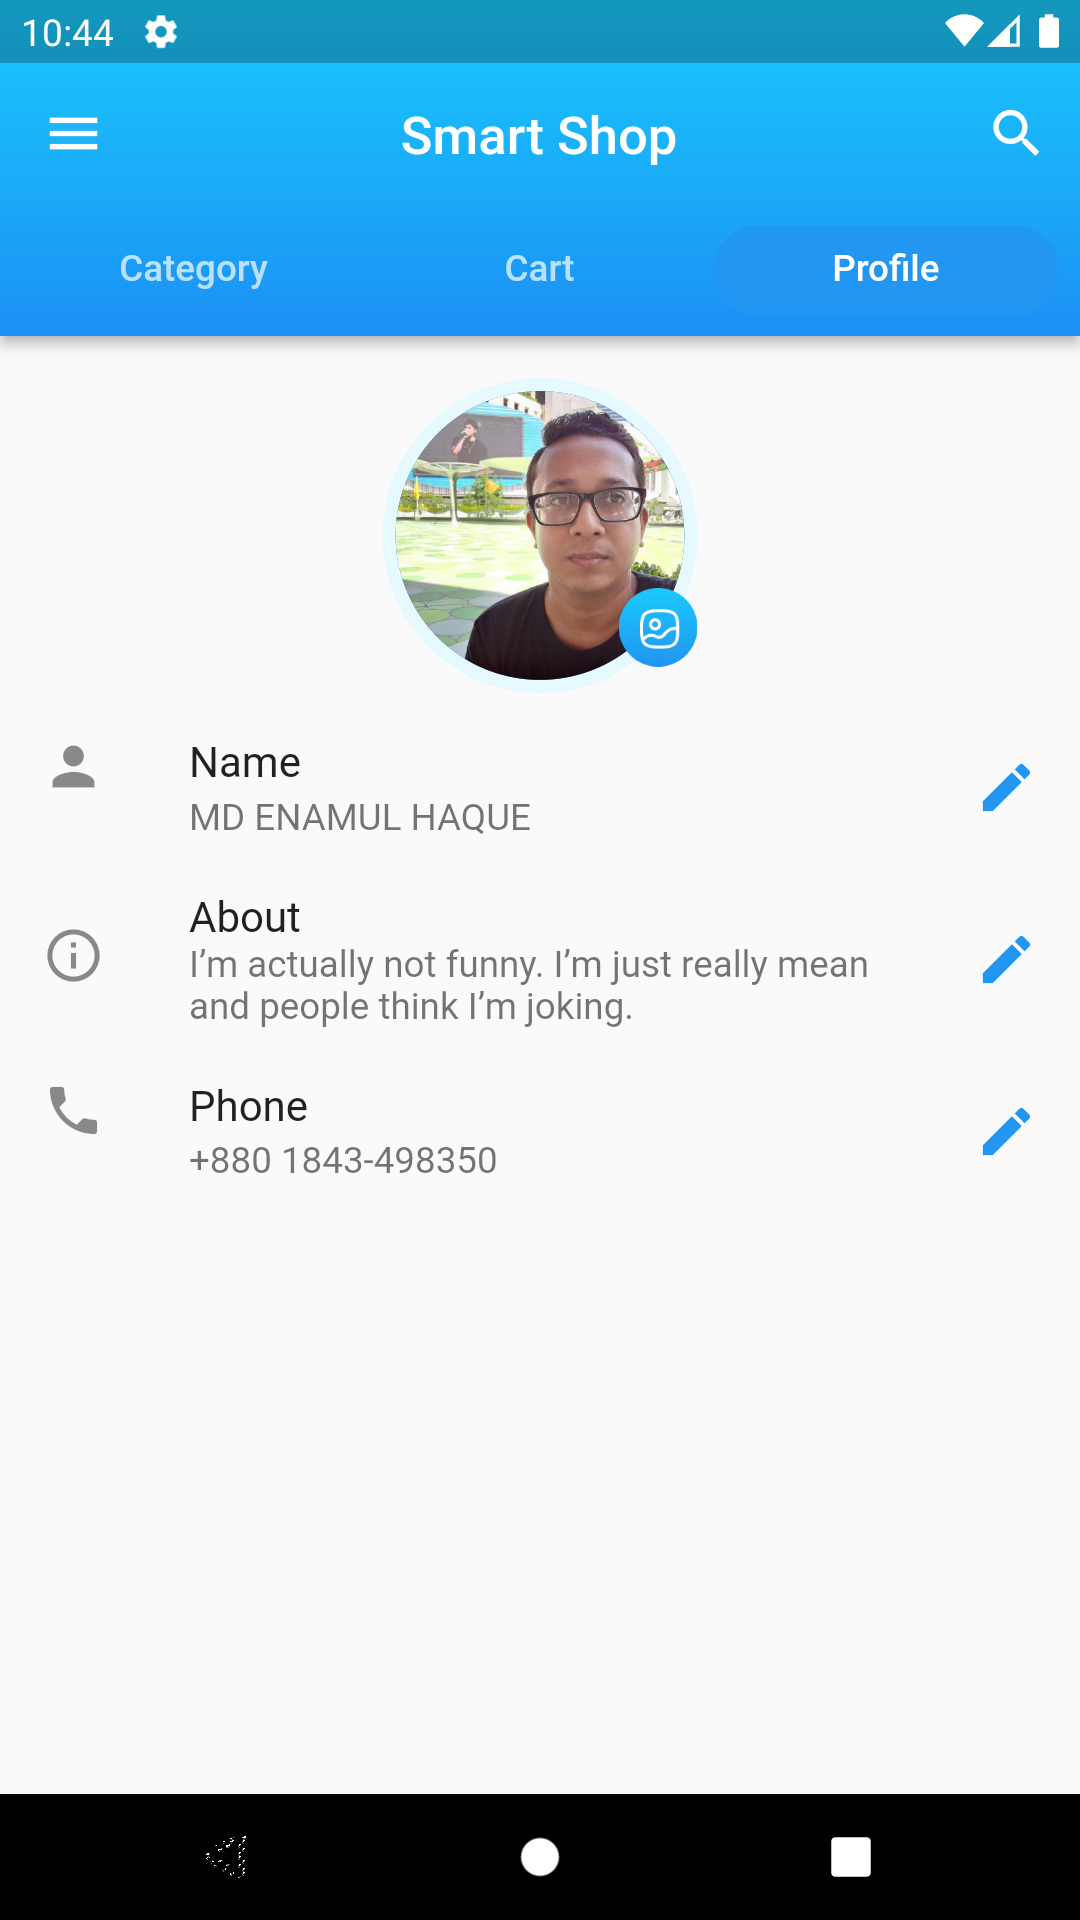 10:44
Smart Shop
Category Cart Profile
Name
MD ENAMUL HAQUE
About
I’m actually not funny. I’m just really mean
and people think I’m joking.
Phone
+880 1843-498350